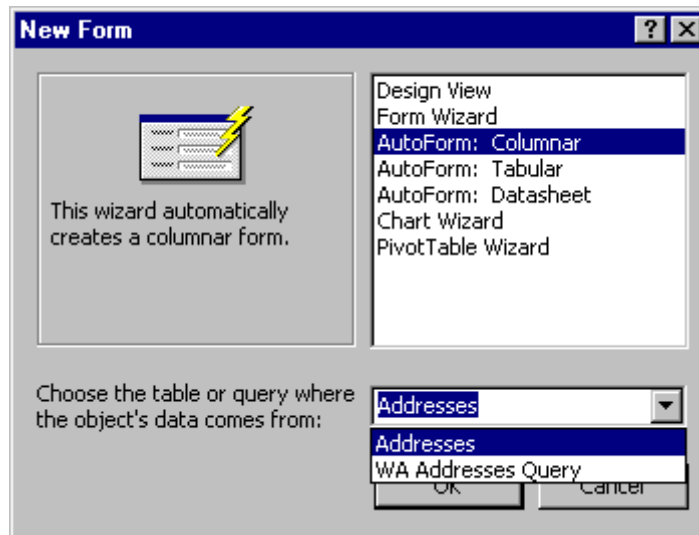 New Form
Design View
Form Wizard
AutoForm: Columnar
AutoForm: Tabular
AutoForm: Datasheet
Chart Wizard
PivotTable Wizard
This wizard automatically
creates a columnar form.
Choose the table or query where
the object's data comes from:
Addresses
Addresses
WA Addresses Query
OK
Cancel